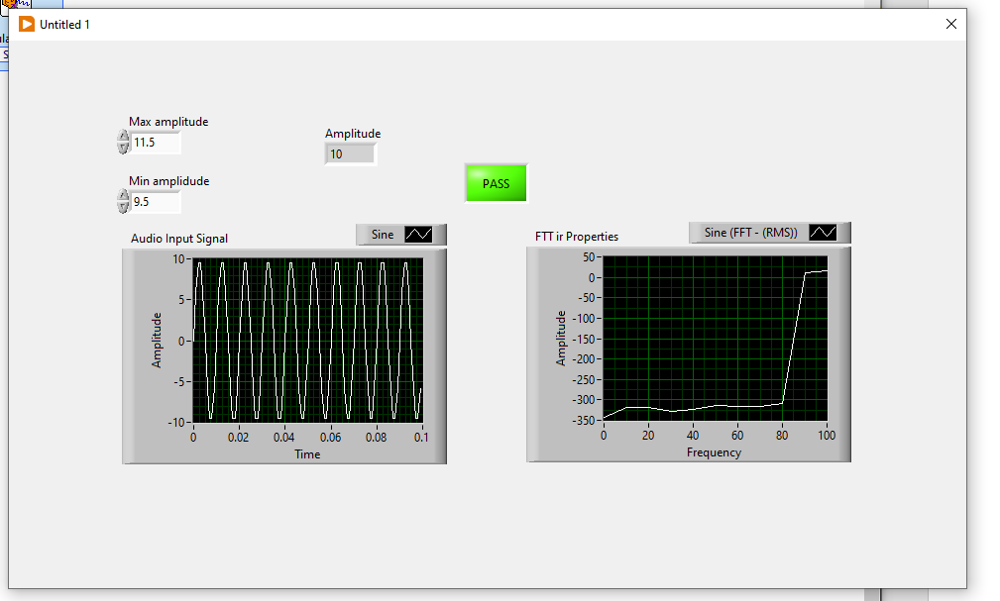 Untitled 1
Max amplitude
11.5
Amplitude
10
PASS
Min amplidude
9.5
Audio Input Signal
Sine
10
5
0
-5
-10
Amplitude
0 0.02 0.04 0.06 0.08 0.1
Time
FTT ir Properties
Sine (FFT - (RMS))
50
0
-50
-100
-150
-200
-250
-300
-350
Amplitude
0 20 40 60 80 100
Frequency